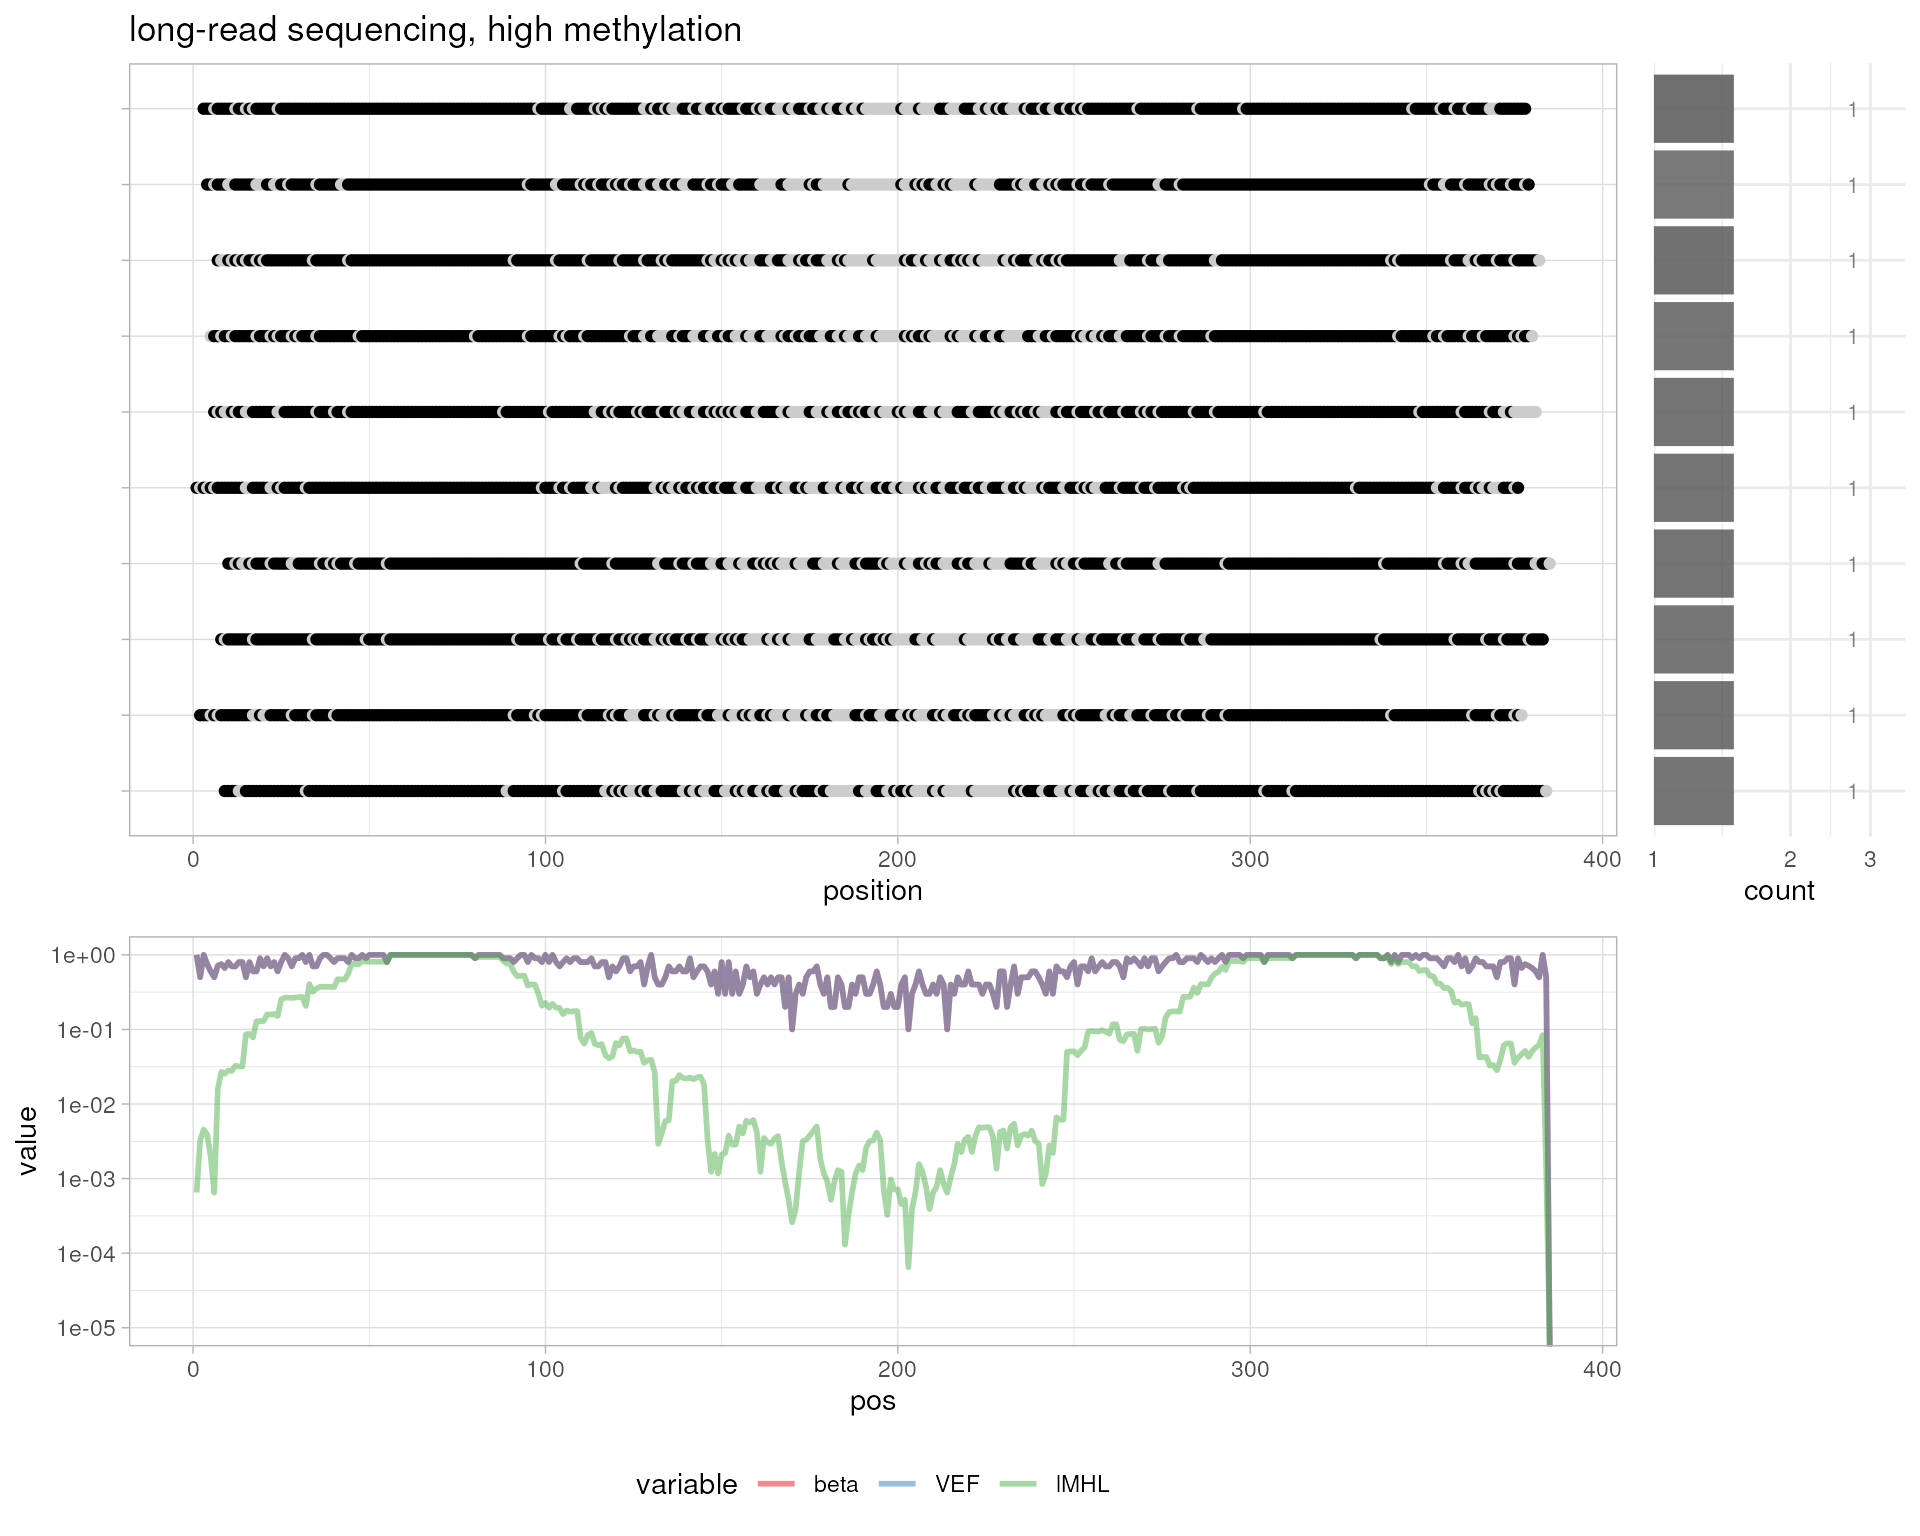 long-read sequencing, high methylation
1
1
1
1
1
1
1
1
1
1
0 100 200 300 400 1 2 3
position count
1e+00
1e-01
1e-02
1e-03
1e-04
1e-05
value
0 100 200 300 400
pos
variable beta VEF lMHL